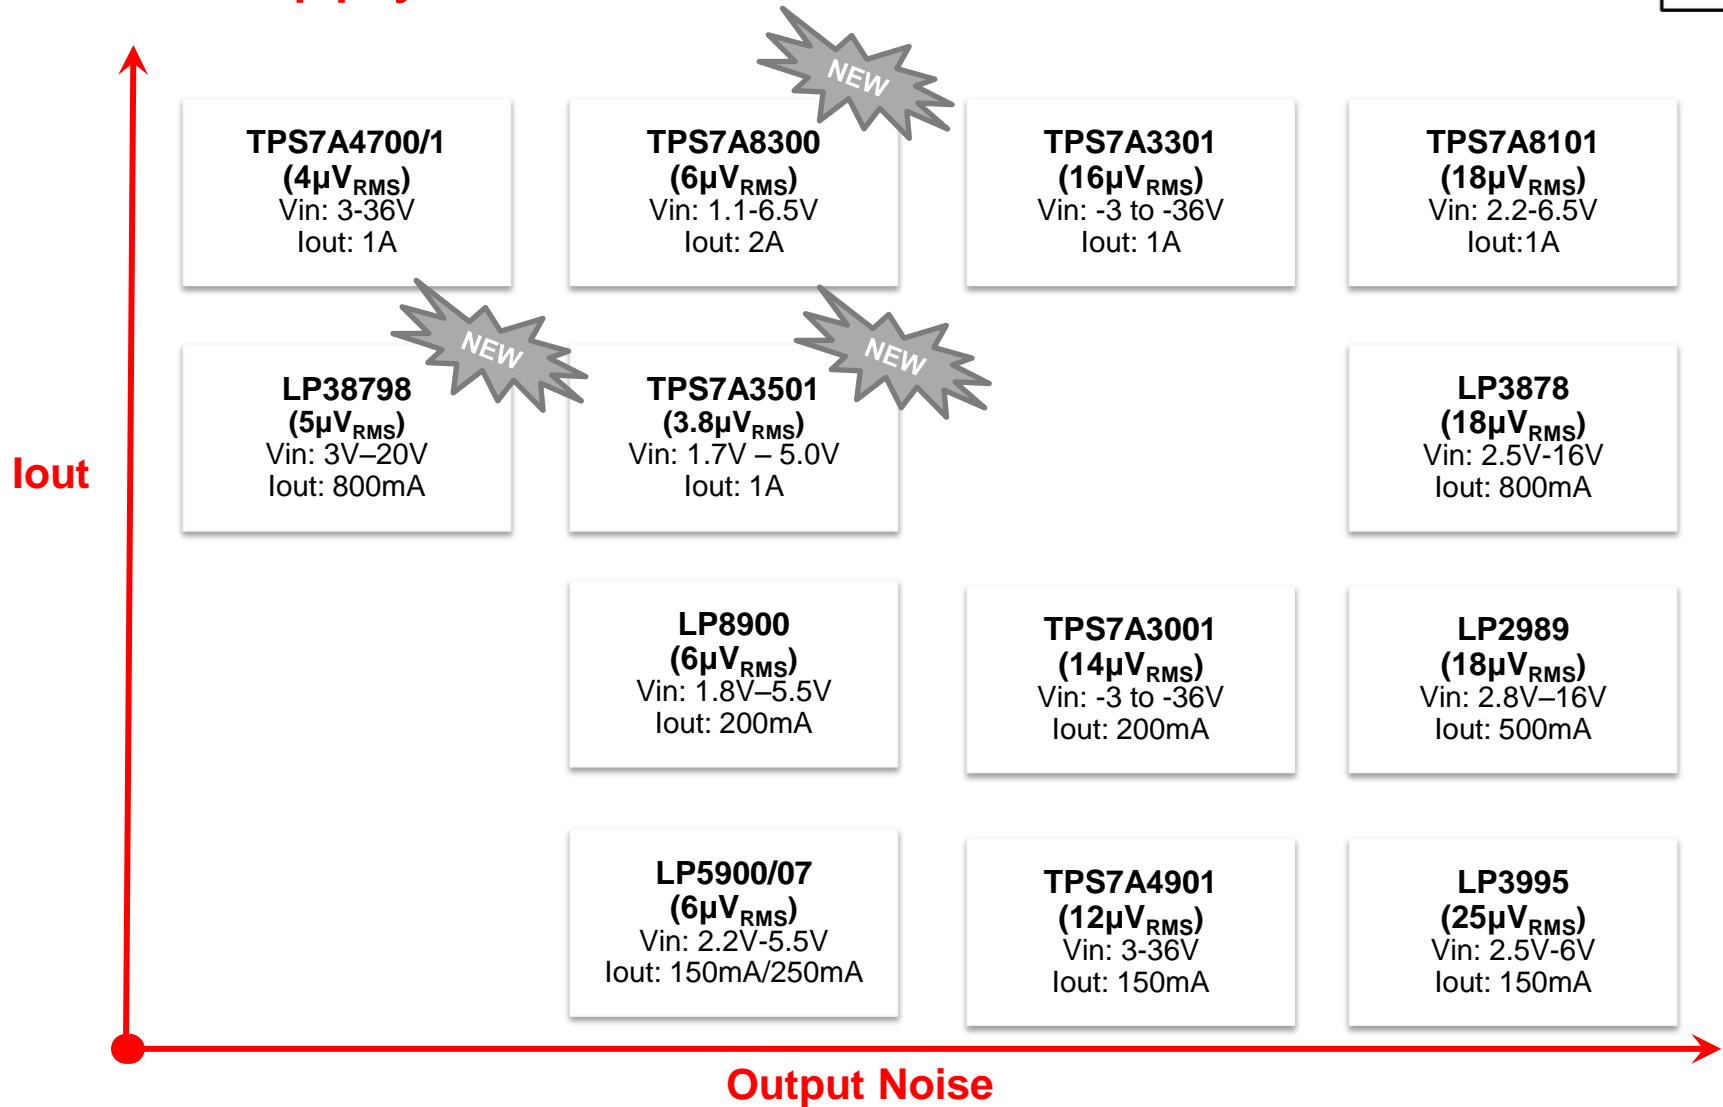 NEW
TPS7A4700/1
(4µVRMS)
Vin: 3-36V
Iout: 1A
TPS7A8300
(6µVRMS)
Vin: 1.1-6.5V
Iout: 2A
TPS7A3301
(16µVRMS)
Vin: -3 to -36V
Iout: 1A
TPS7A8101
(18µVRMS)
Vin: 2.2-6.5V
Iout:1A
NEW
NEW
LP38798
(5µVRMS)
Vin: 3V–20V
Iout: 800mA
TPS7A3501
(3.8µVRMS)
Vin: 1.7V – 5.0V
Iout: 1A
LP3878
(18µVRMS)
Vin: 2.5V-16V
Iout: 800mA
Iout
LP8900
(6µVRMS)
Vin: 1.8V–5.5V
Iout: 200mA
TPS7A3001
(14µVRMS)
Vin: -3 to -36V
Iout: 200mA
LP2989
(18µVRMS)
Vin: 2.8V–16V
Iout: 500mA
LP5900/07
(6µVRMS)
Vin: 2.2V-5.5V
Iout: 150mA/250mA
TPS7A4901
(12µVRMS)
Vin: 3-36V
Iout: 150mA
LP3995
(25µVRMS)
Vin: 2.5V-6V
Iout: 150mA
Output Noise